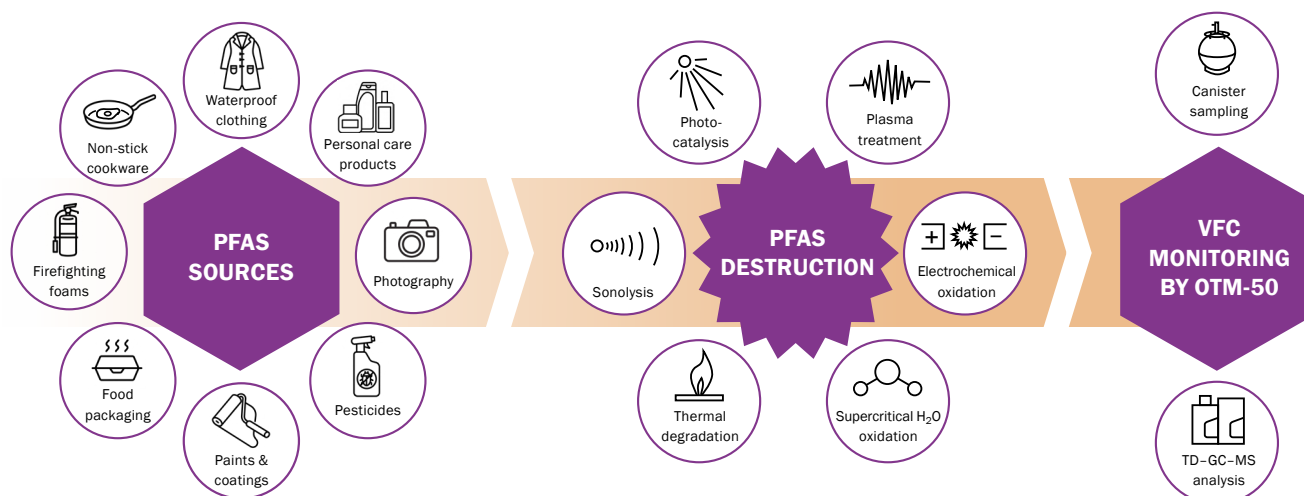 PFAS
SOURCES
Waterproof
clothing
Personal care
products
Photography
Pesticides
Paints &
coatings
Food
packaging
Firefighting
foams
Non-stick
cookware
PFAS
DESTRUCTION
Photo-
catalysis
Plasma
treatment
Electrochemical
oxidation
Supercritical H₂O
oxidation
Thermal
degradation
Sonolysis
VFC
MONITORING
BY OTM-50
Canister
sampling
TD–GC–MS
analysis